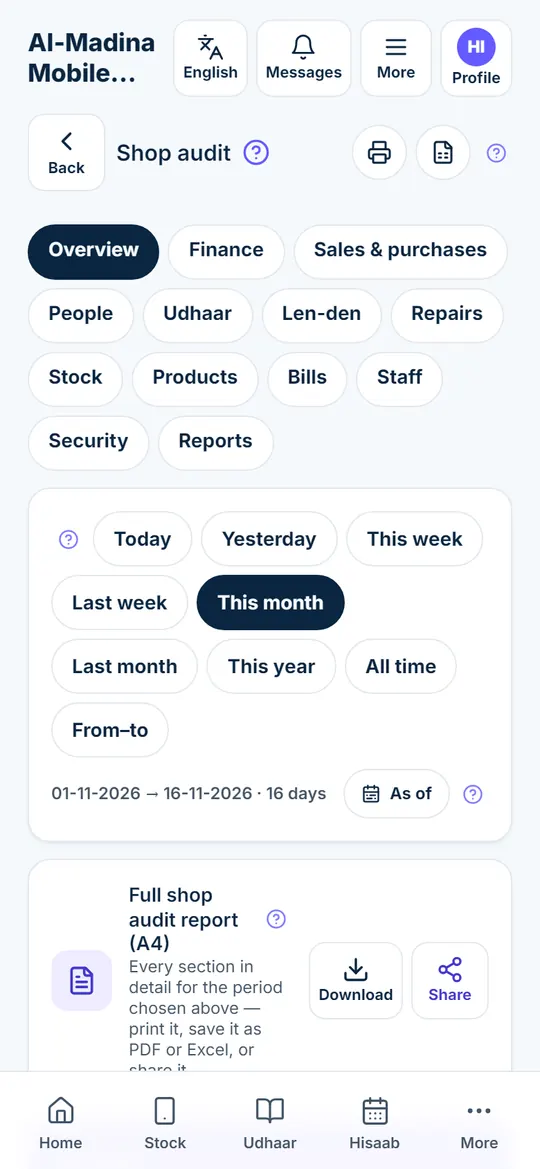 Al-Madina
Mobile...
English
Messages
More
HI
Profile
Back
Shop audit
?
?
Overview
Finance
Sales & purchases
People
Udhaar
Len-den
Repairs
Stock
Products
Bills
Staff
Security
Reports
?
Today
Yesterday
This week
Last week
This month
Last month
This year
All time
From–to
01-11-2026 → 16-11-2026 · 16 days
As of
?
Full shop
audit report
(A4)
?
Every section in
detail for the period
chosen above —
print it, save it as
PDF or Excel, or
share it
Download
Share
Home
Stock
Udhaar
Hisaab
More